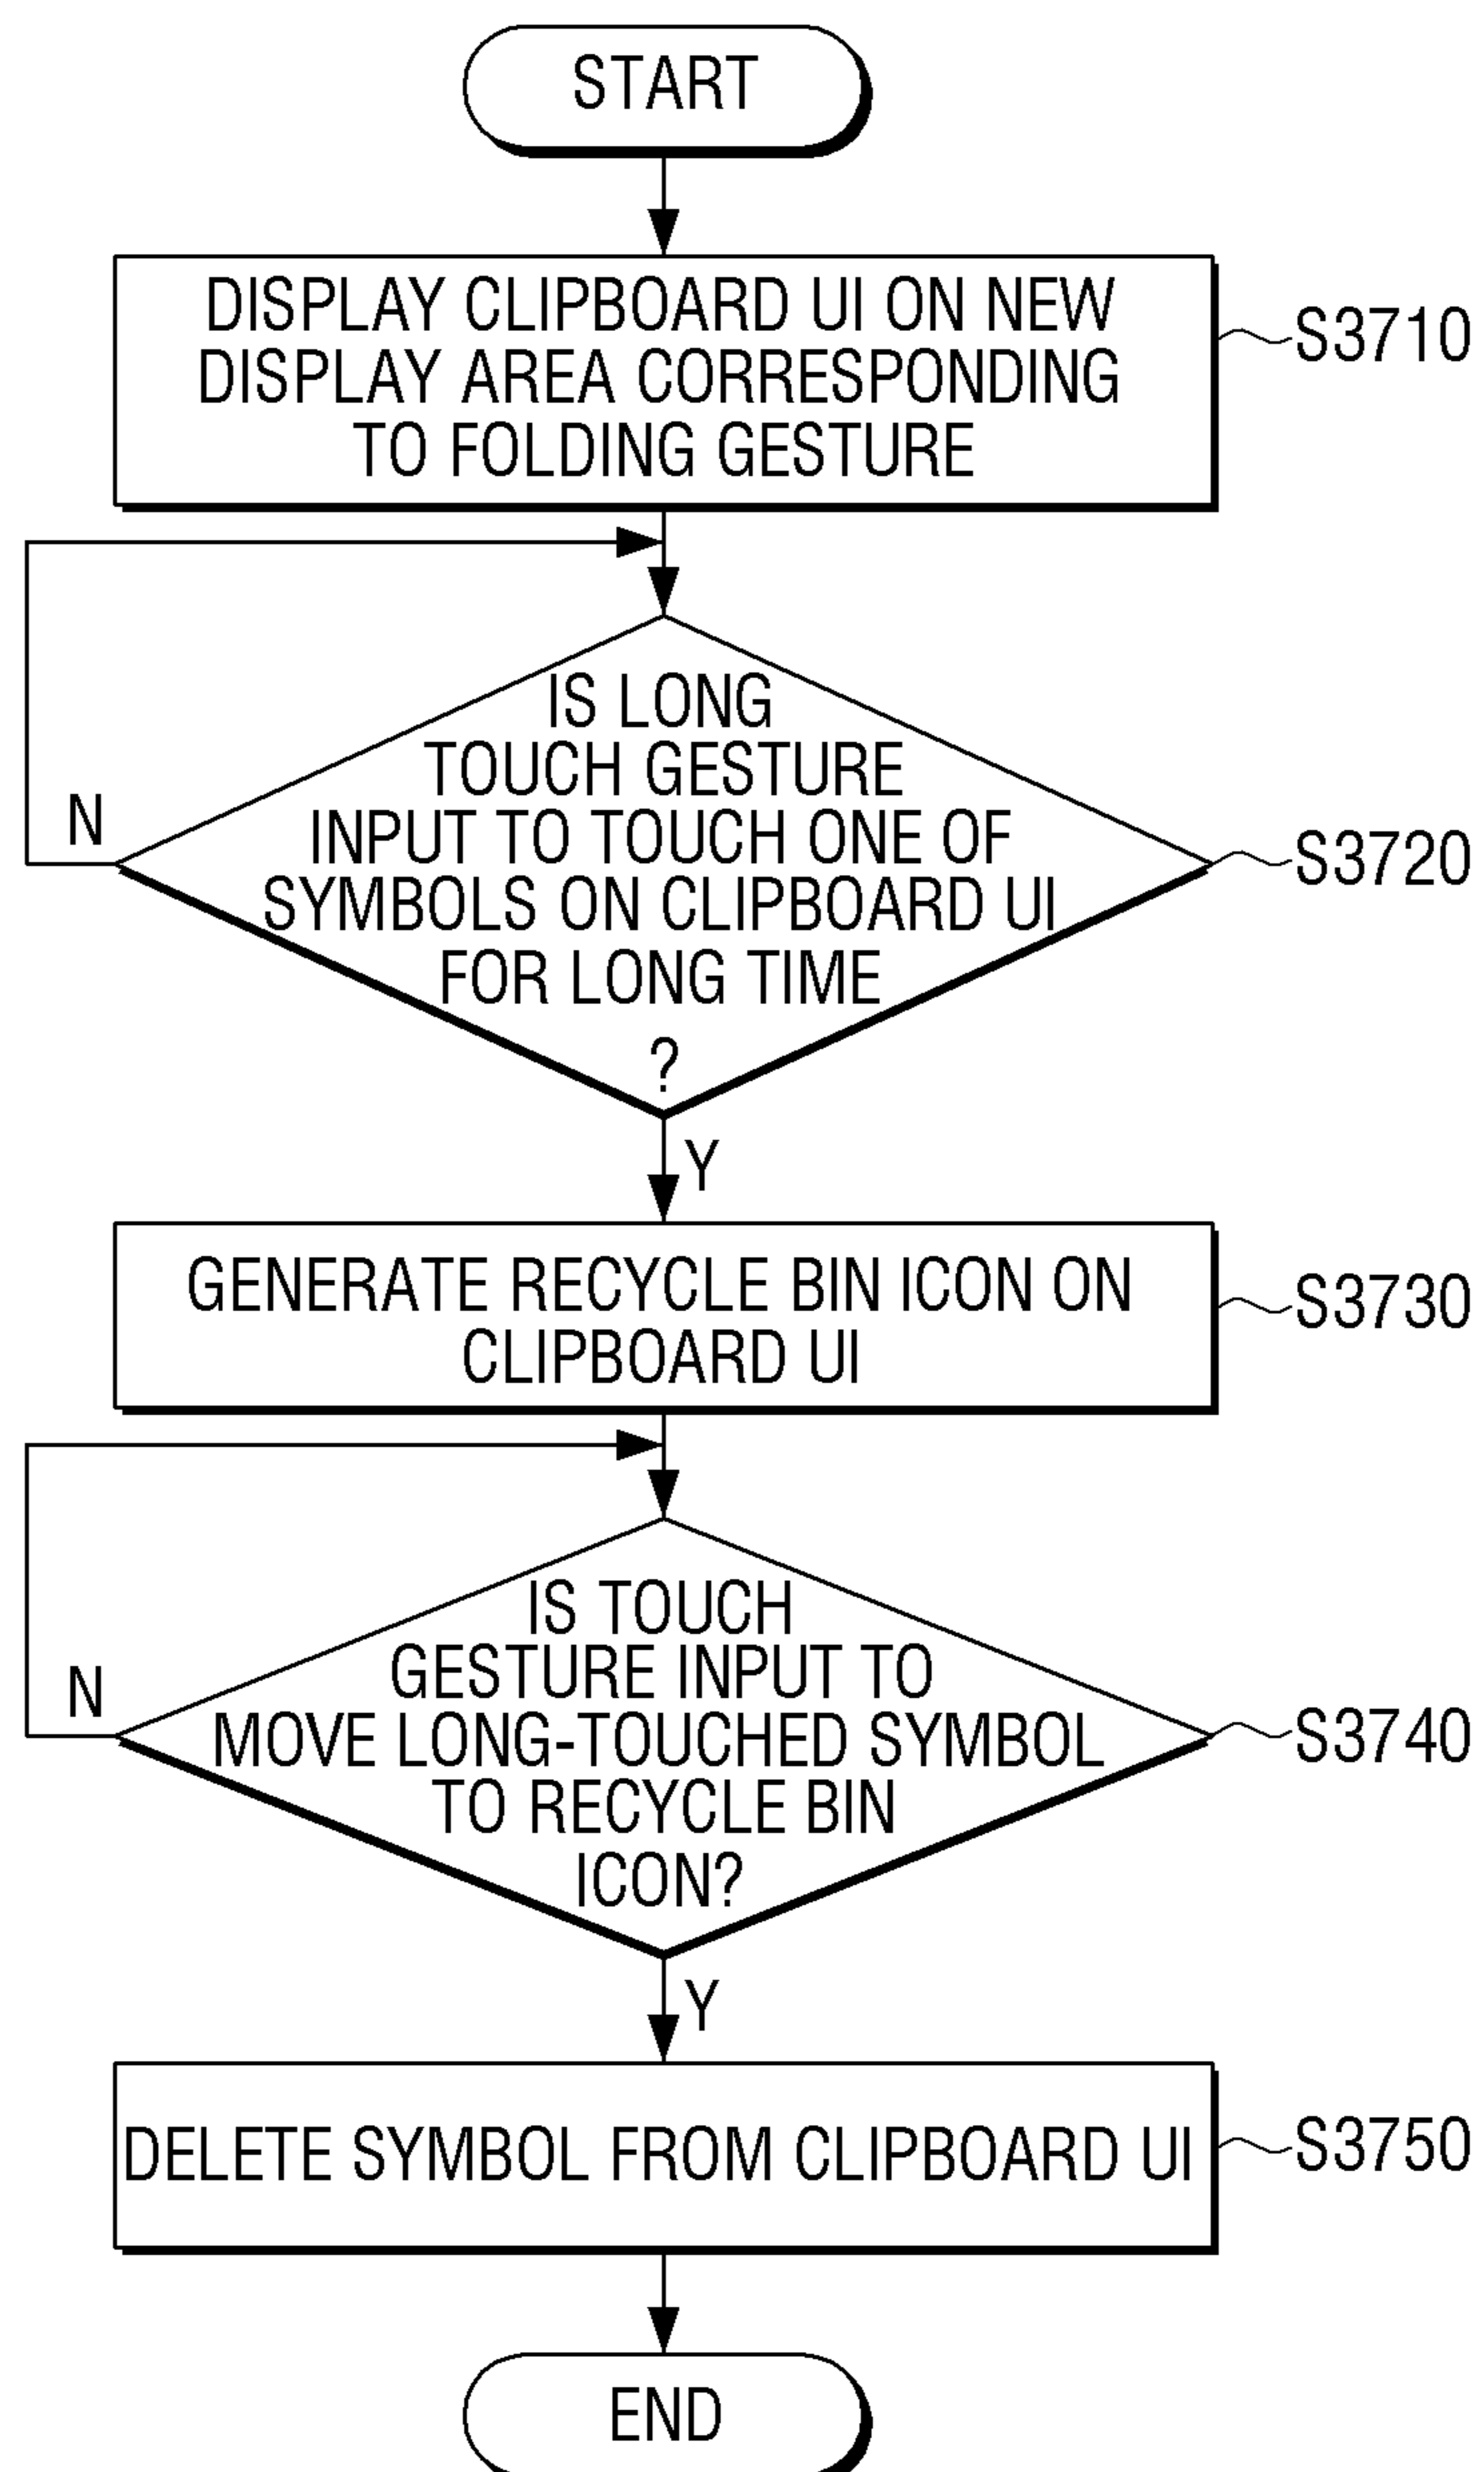 START
DISPLAY CLIPBOARD UI ON NEW
DISPLAY AREA CORRESPONDING
TO FOLDING GESTURE
S3710
IS LONG
TOUCH GESTURE
INPUT TO TOUCH ONE OF
SYMBOLS ON CLIPBOARD UI
FOR LONG TIME
?
N
S3720
Y
GENERATE RECYCLE BIN ICON ON
CLIPBOARD UI
S3730
IS TOUCH
GESTURE INPUT TO
MOVE LONG-TOUCHED SYMBOL
TO RECYCLE BIN
ICON?
N
S3740
Y
DELETE SYMBOL FROM CLIPBOARD UI
S3750
END